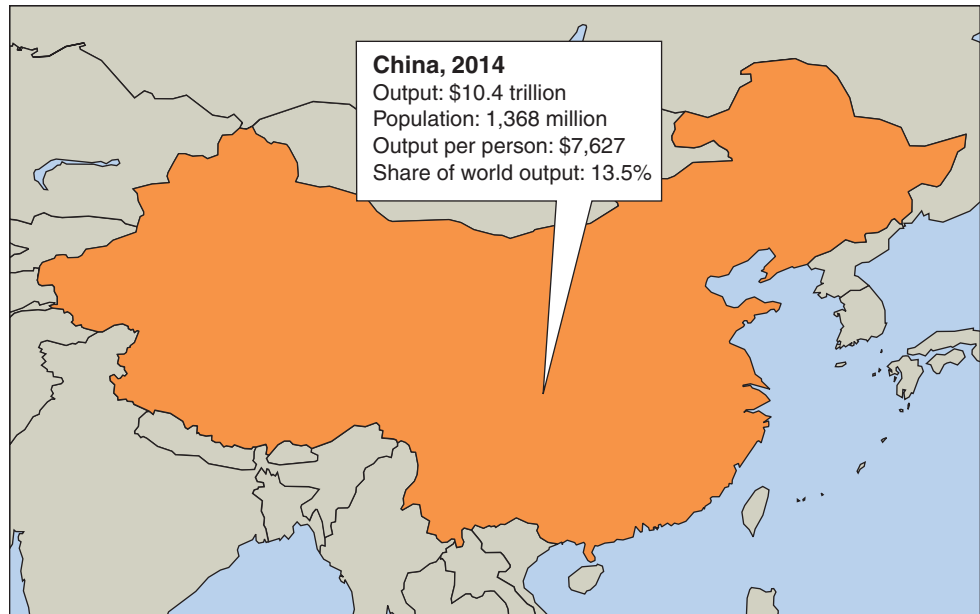 China, 2014
Output: $10.4 trillion
Population: 1,368 million
Output per person: $7,627
Share of world output: 13.5%